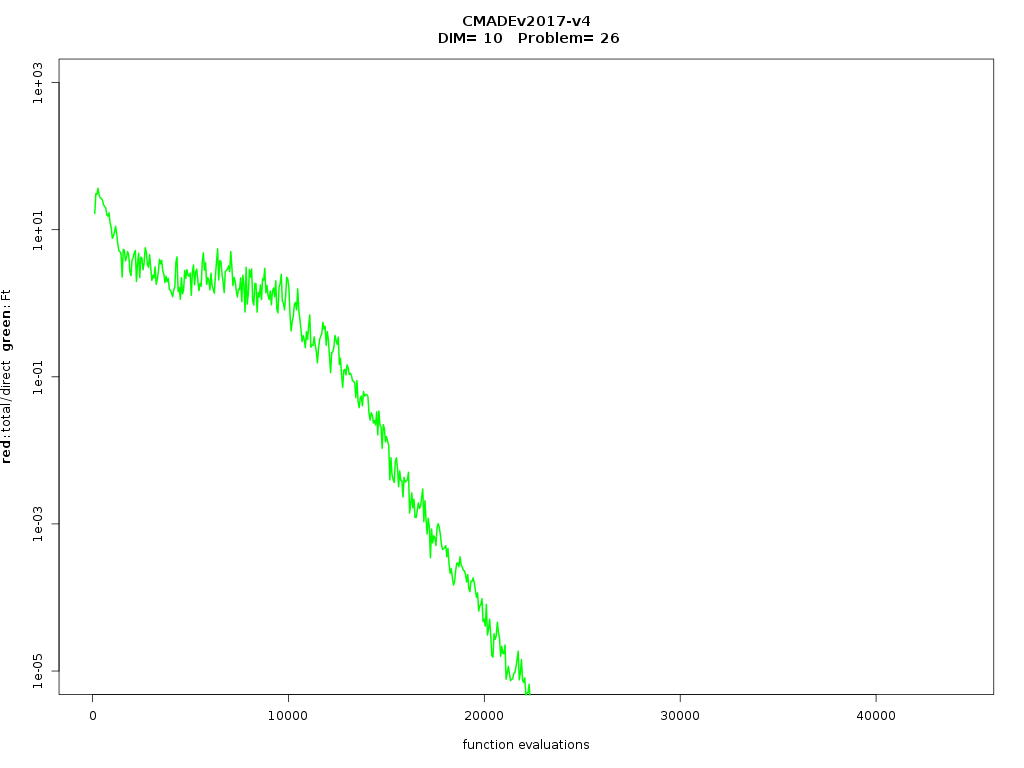 CMADEv2017-v4
DIM= 10 Problem= 26
1e+03
1e+01
1e-01
1e-03
1e-05
red: total/direct green: Ft
0 10000 20000 30000 40000
function evaluations